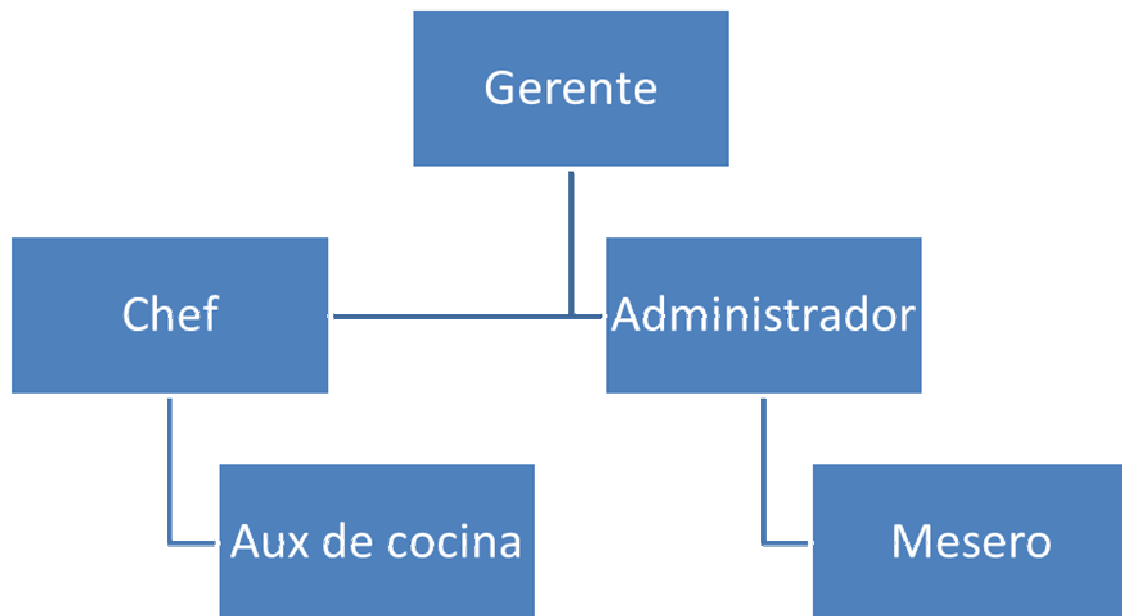 Gerente
Chef
Administrador
Aux de cocina
Mesero